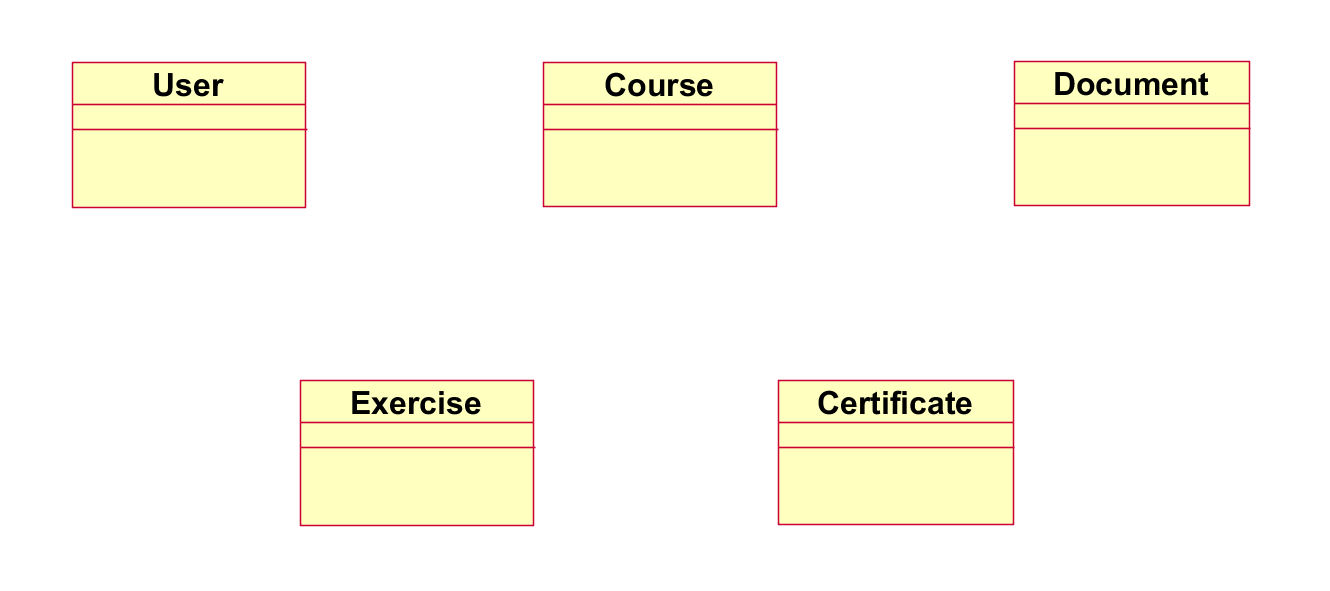 User
Course
Document
Exercise
Certificate